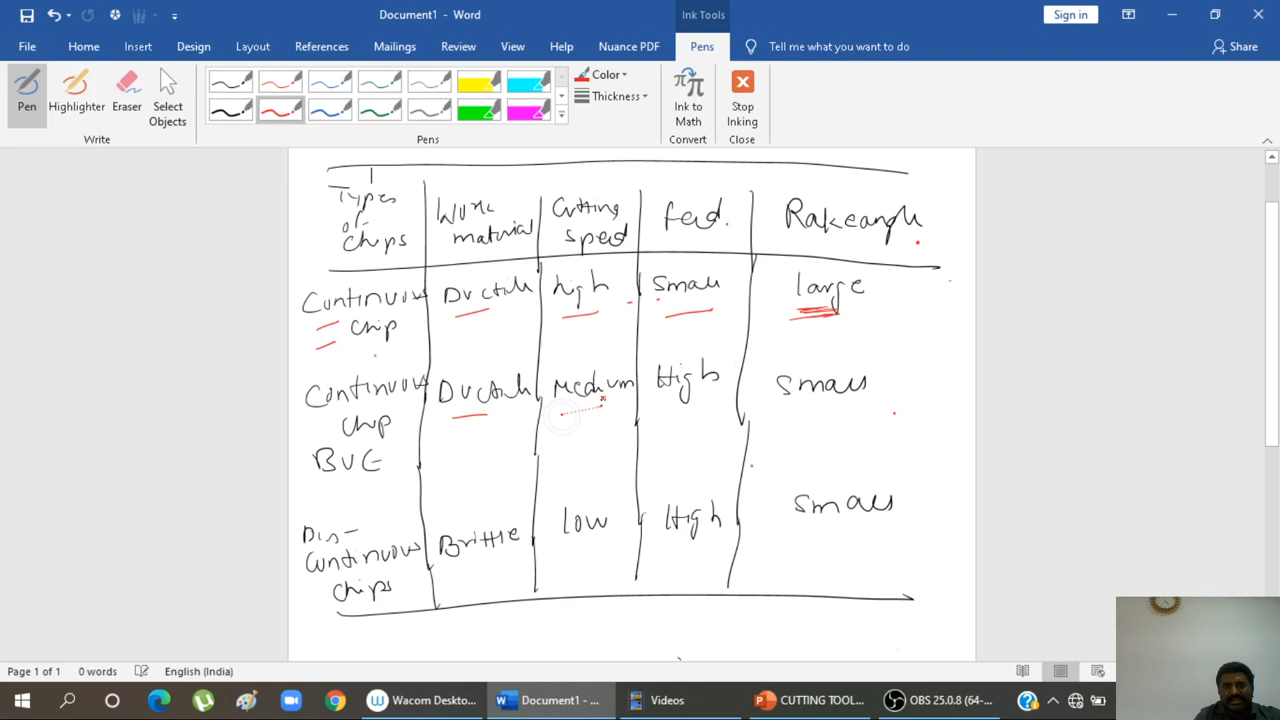 Document1 - Word
Ink Tools
Sign in
File Home Insert Design Layout References Mailings Review View Help Nuance PDF Pens Tell me what you want to do Share
Pen Highlighter Eraser Select Objects
Color
Thickness
Ink to Math
Stop Inking
Write Pens Convert Close
Types of chips Work material Cutting speed feed. Rakeangle
Continuous chip Ductile high small large
Continuous chip BUE Ductile Medium High small
Dis-continuous chips Brittle low High small
Page 1 of 1 0 words English (India)
Wacom Desktop... Document1 - ... Videos CUTTING TOOL... OBS 25.0.8 (64-...